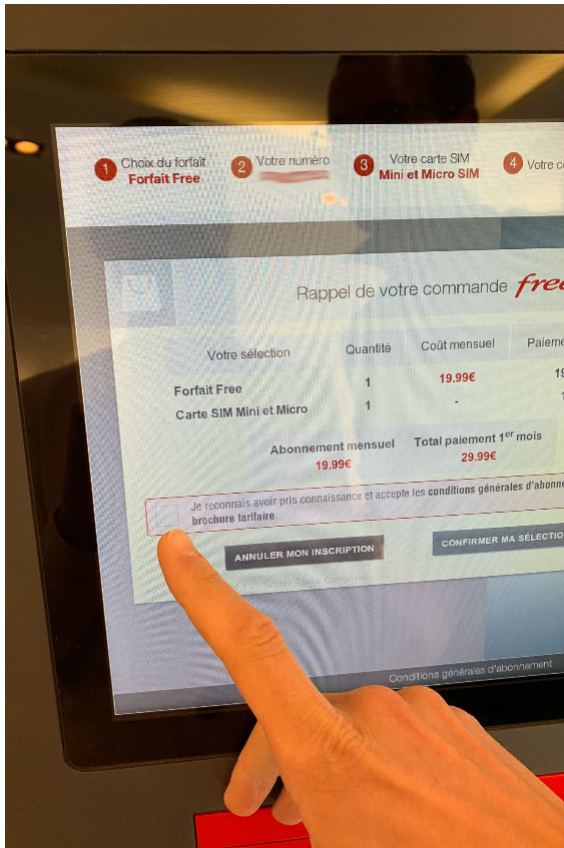 1 Choix du forfait
Forfait Free
2 Votre numéro
3 Votre carte SIM
Mini et Micro SIM
4 Votre
Rappel de votre commande free
Votre sélection Quantité Coût mensuel
Forfait Free 1 19.99€
Carte SIM Mini et Micro 1 -
Abonnement mensuel Total paiement 1er mois
19.99€ 29.99€
Je reconnais avoir pris connaissance et accepte les conditions générales d'abonne
brochure tarifaire.
ANNULER MON INSCRIPTION CONFIRMER MA SÉLECTIO
Conditions générales d'abonnement